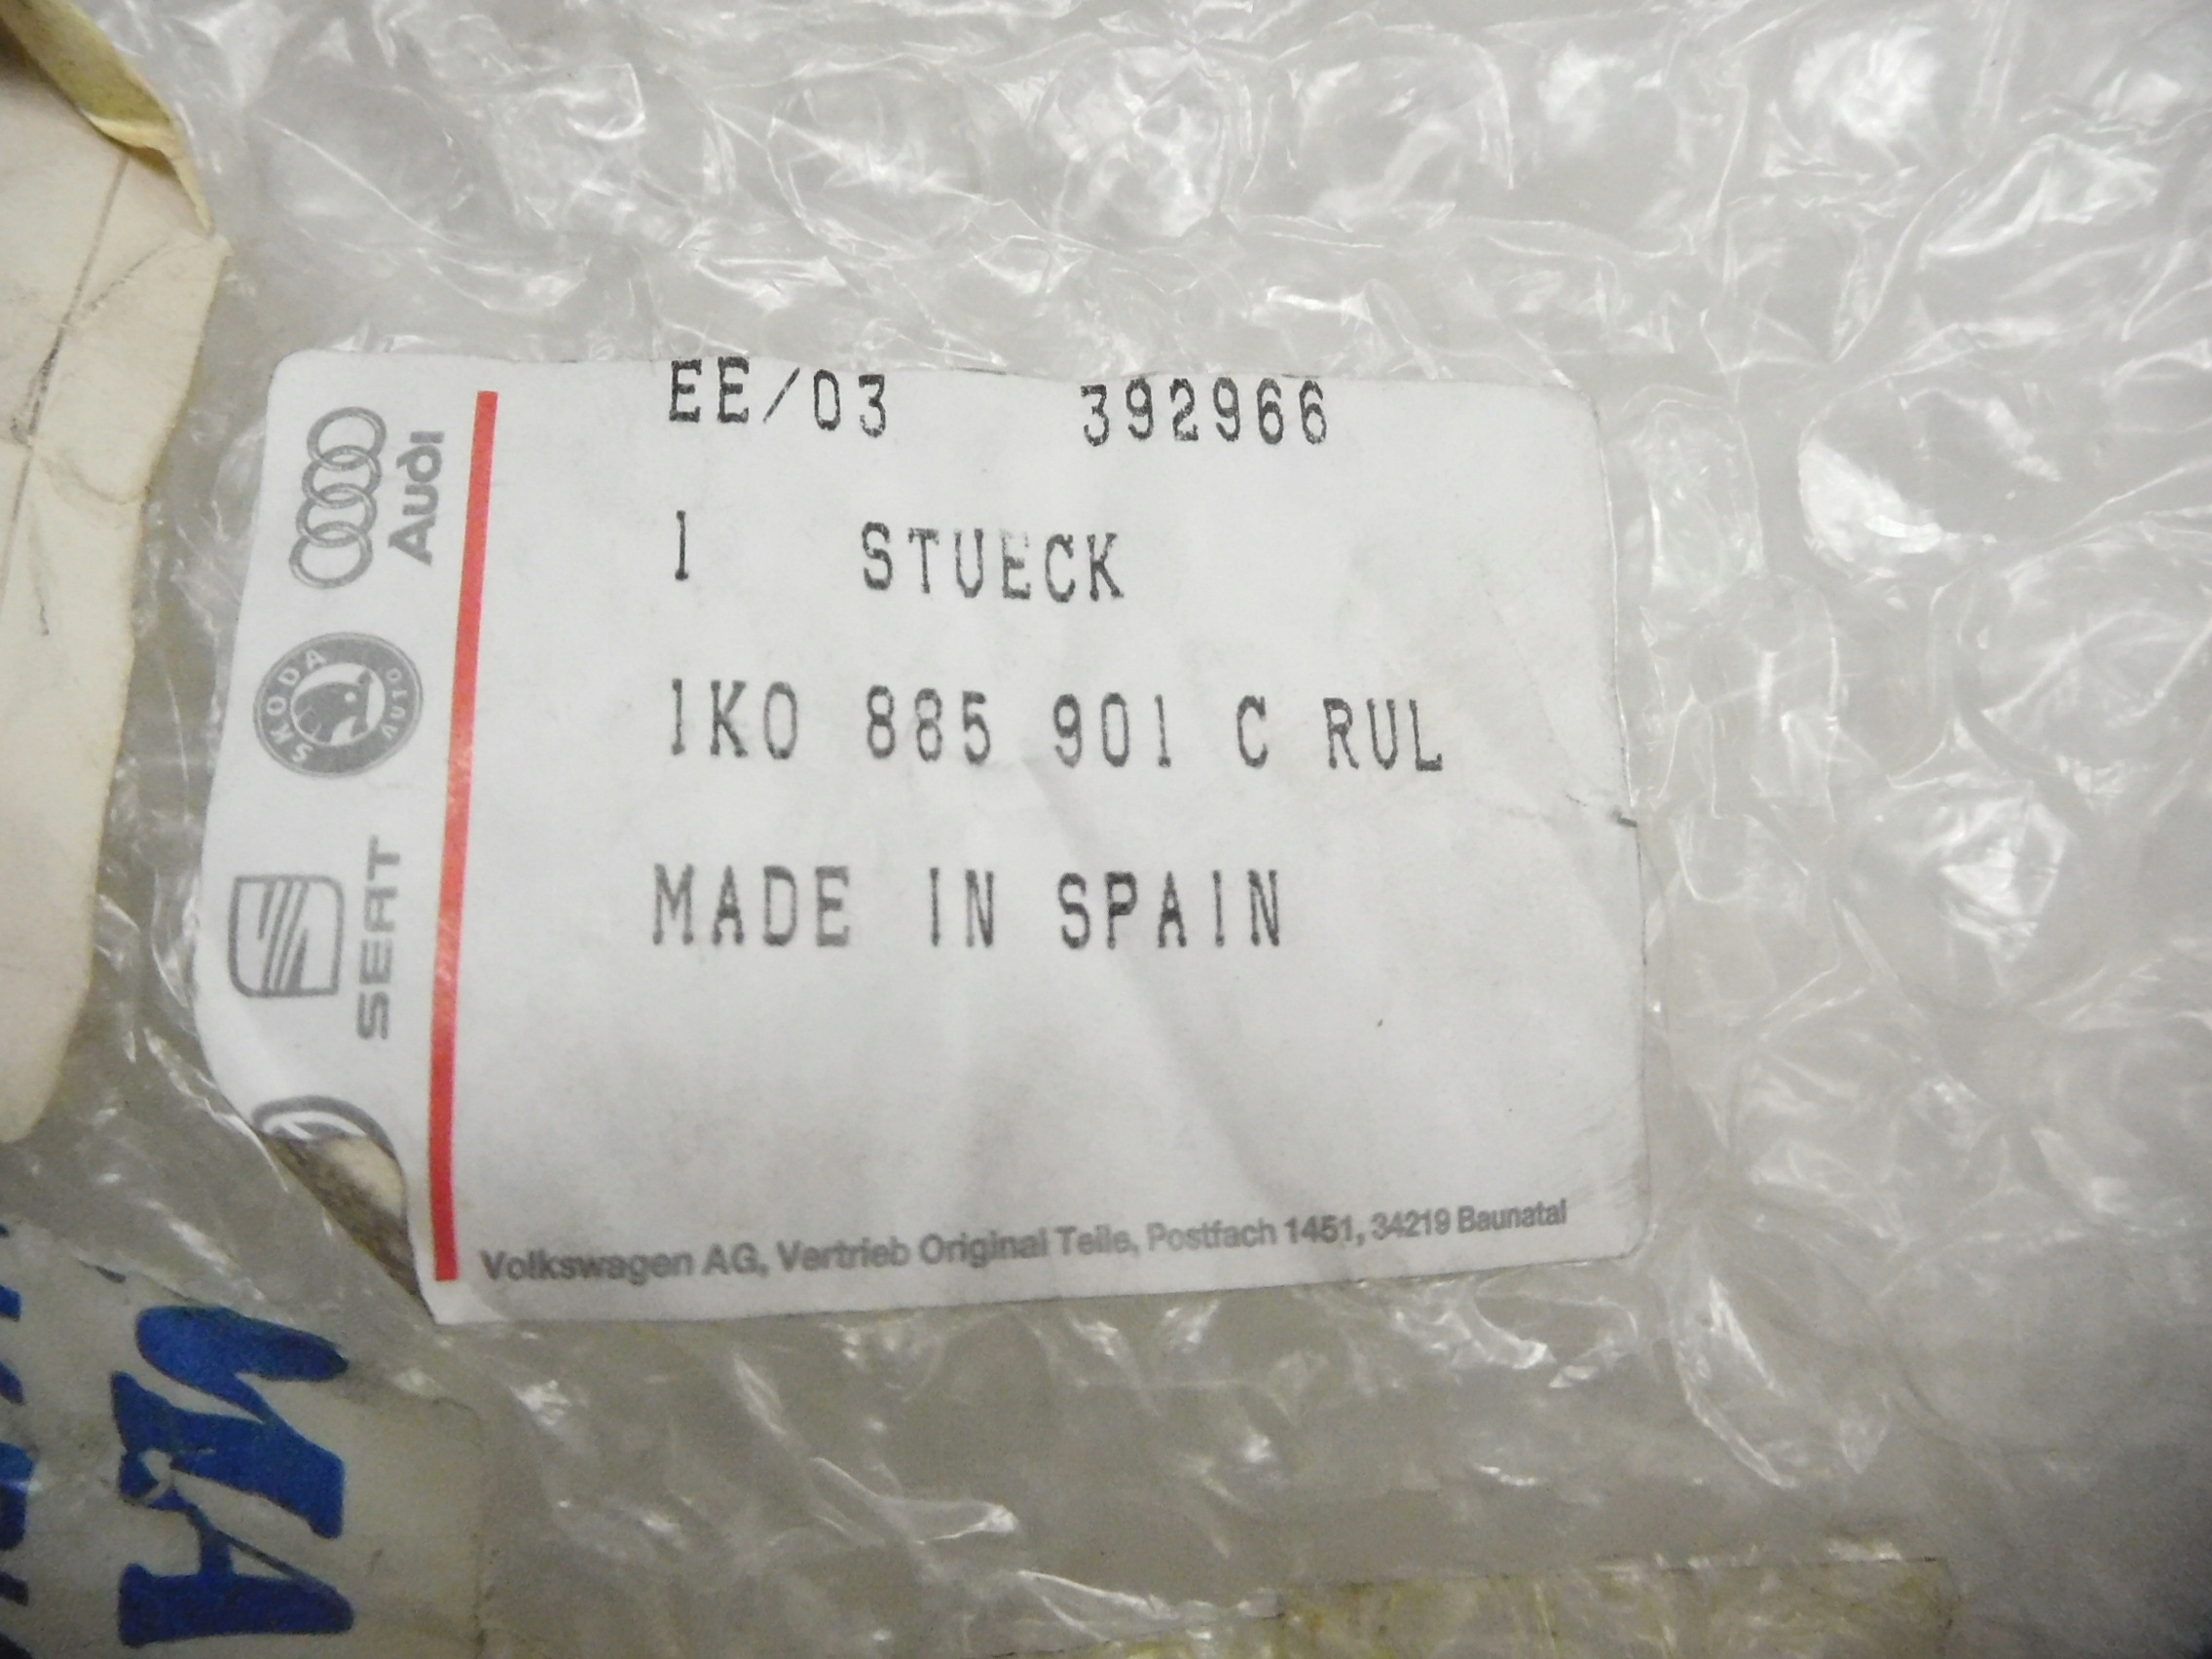 EE/03 392966
1 STUECK
1K0 885 901 C RUL
MADE IN SPAIN
Volkswagen AG, Vertrieb Original Teile, Postfach 1451, 34219 Baunatal
Audi
SKODA AUTO
SEAT